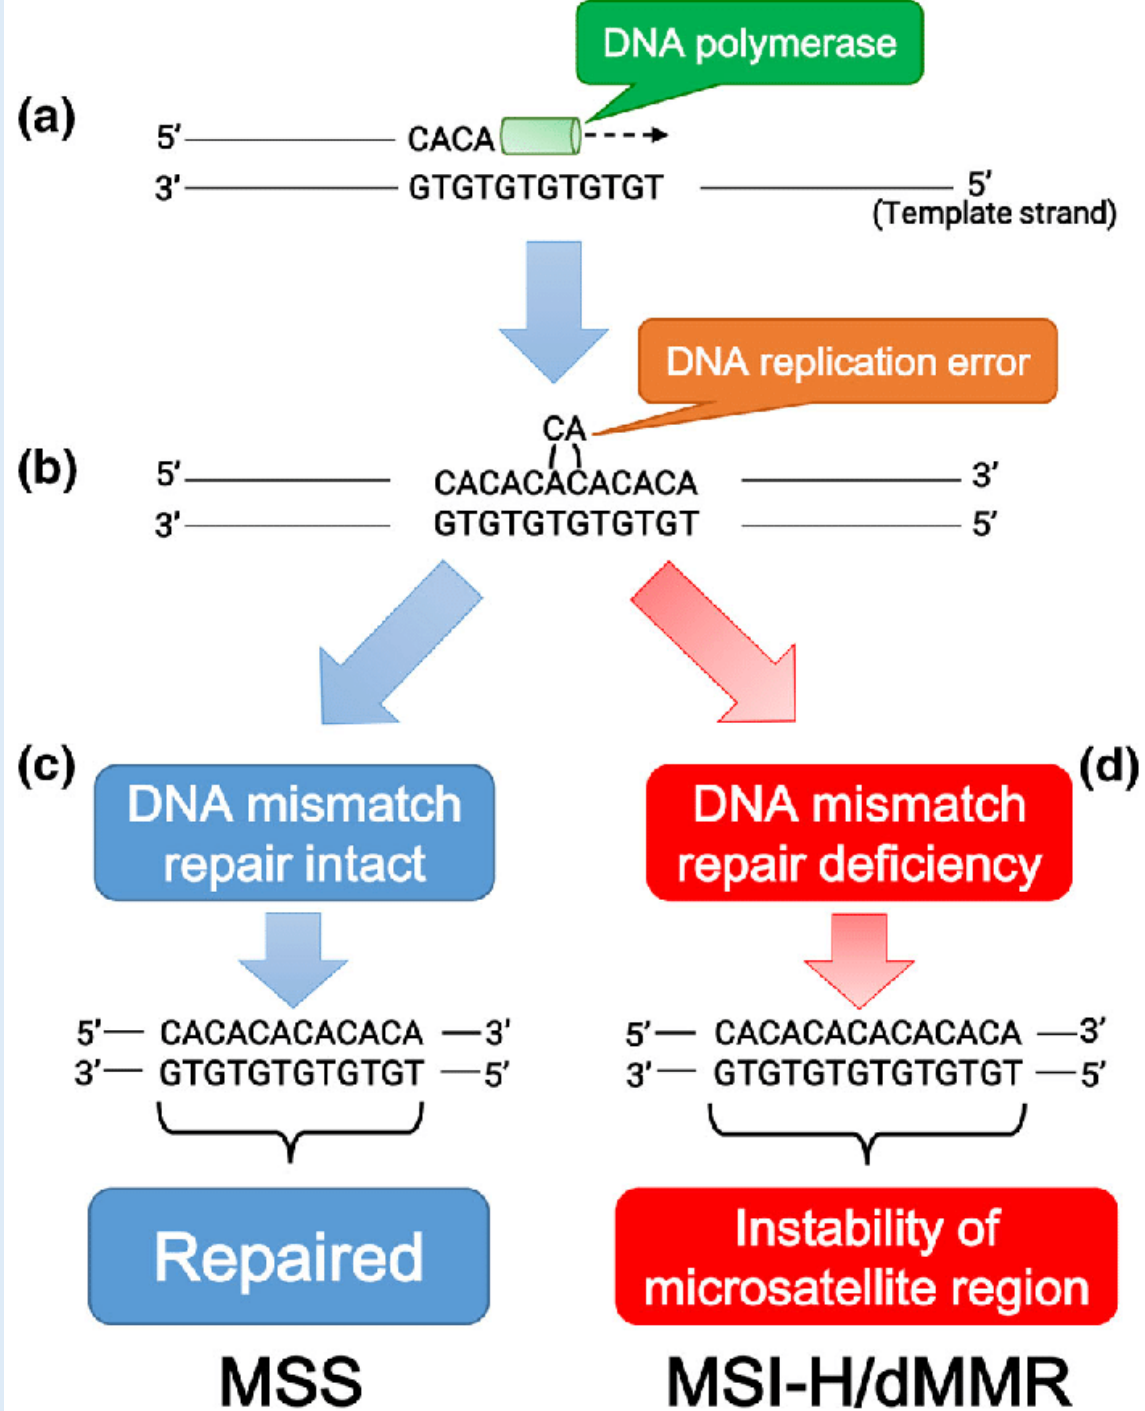 DNA polymerase
(a)
5’ CACA
3’ GTGTGTGTGTGT 5’
(Template strand)
DNA replication error
CA
(b)
5’ CACACACACACA 3’
3’ GTGTGTGTGTGT 5’
(c)
DNA mismatch
repair intact
(d)
DNA mismatch
repair deficiency
5’ CACACACACACA 3’
3’ GTGTGTGTGTGT 5’
5’ CACACACACACACA 3’
3’ GTGTGTGTGTGTGT 5’
Repaired
Instability of
microsatellite region
MSS
MSI-H/dMMR